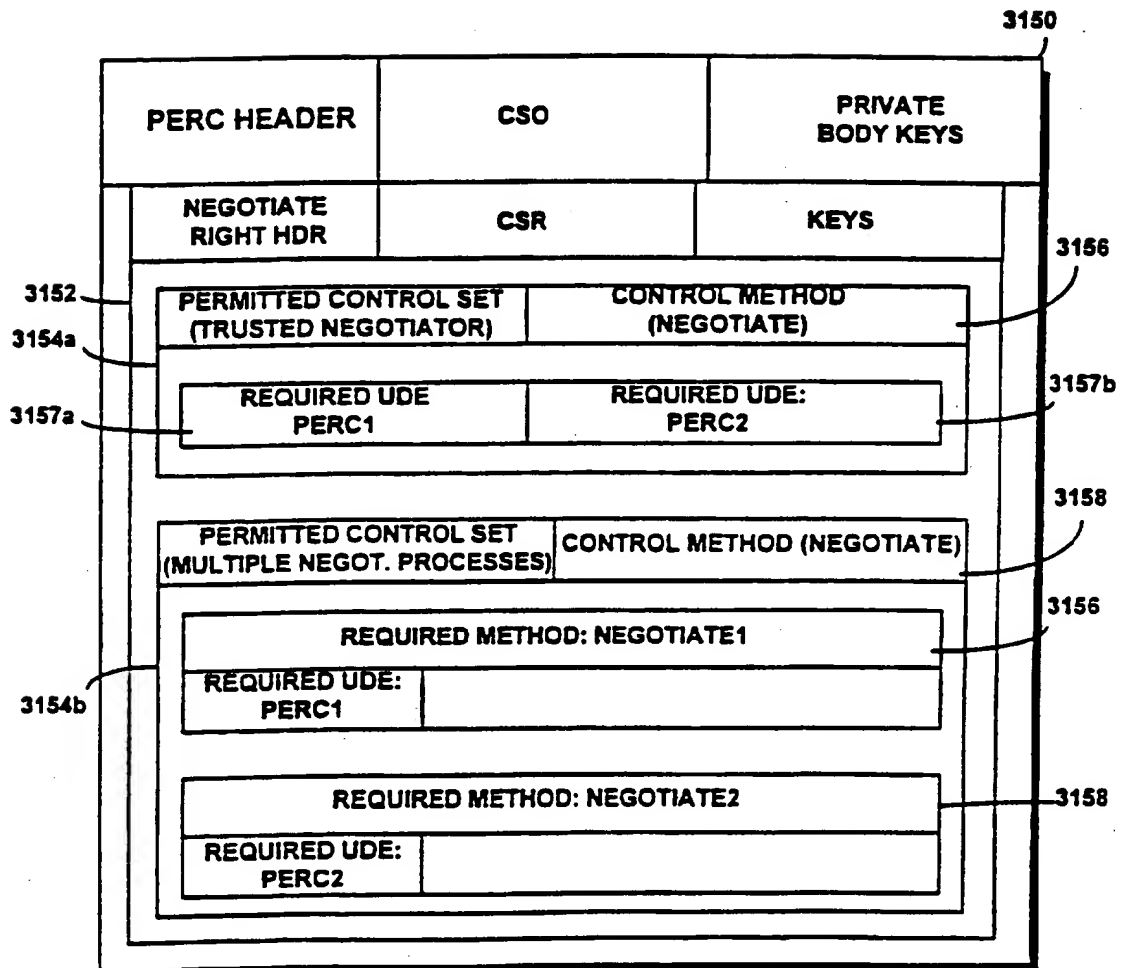 3150
PERC HEADER
CSO
PRIVATE
BODY KEYS
NEGOTIATE
RIGHT HDR
CSR
KEYS
3156
3152
PERMITTED CONTROL SET
(TRUSTED NEGOTIATOR)
CONTROL METHOD
(NEGOTIATE)
3154a
3157b
REQUIRED UDE
PERC1
REQUIRED UDE:
PERC2
3157a
PERMITTED CONTROL SET
(MULTIPLE NEGOT. PROCESSES)
CONTROL METHOD (NEGOTIATE)
3158
3156
REQUIRED METHOD: NEGOTIATE1
REQUIRED UDE:
PERC1
3154b
REQUIRED METHOD: NEGOTIATE2
3158
REQUIRED UDE:
PERC2